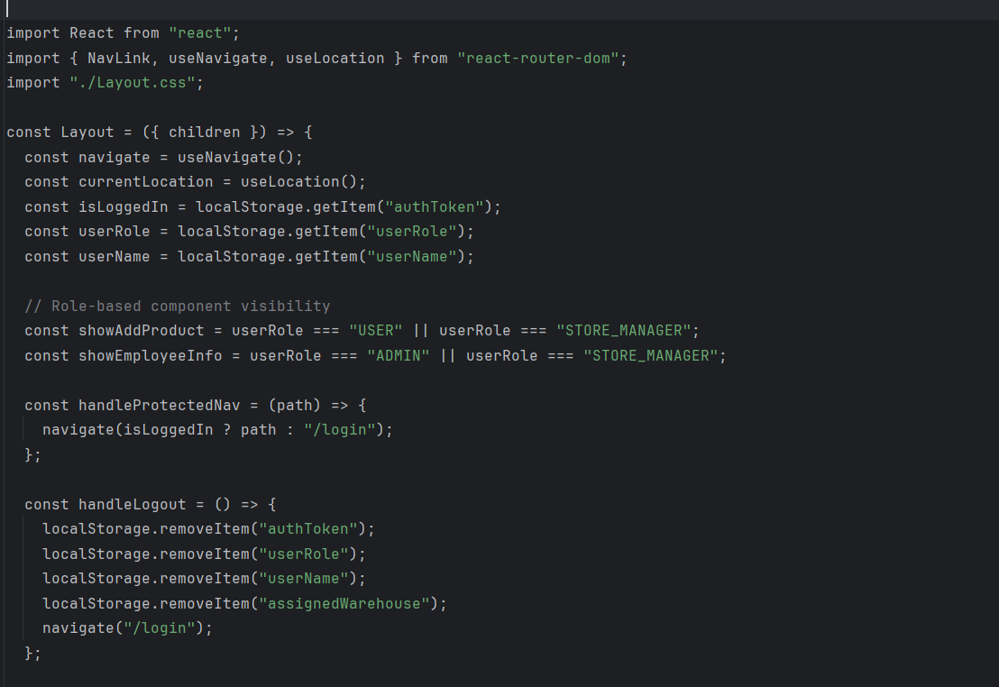 import React from "react";
import { NavLink, useNavigate, useLocation } from "react-router-dom";
import "./Layout.css";

const Layout = ({ children }) => {
  const navigate = useNavigate();
  const currentLocation = useLocation();
  const isLoggedIn = localStorage.getItem("authToken");
  const userRole = localStorage.getItem("userRole");
  const userName = localStorage.getItem("userName");

  // Role-based component visibility
  const showAddProduct = userRole === "USER" || userRole === "STORE_MANAGER";
  const showEmployeeInfo = userRole === "ADMIN" || userRole === "STORE_MANAGER";

  const handleProtectedNav = (path) => {
    navigate(isLoggedIn ? path : "/login");
  };

  const handleLogout = () => {
    localStorage.removeItem("authToken");
    localStorage.removeItem("userRole");
    localStorage.removeItem("userName");
    localStorage.removeItem("assignedWarehouse");
    navigate("/login");
  };